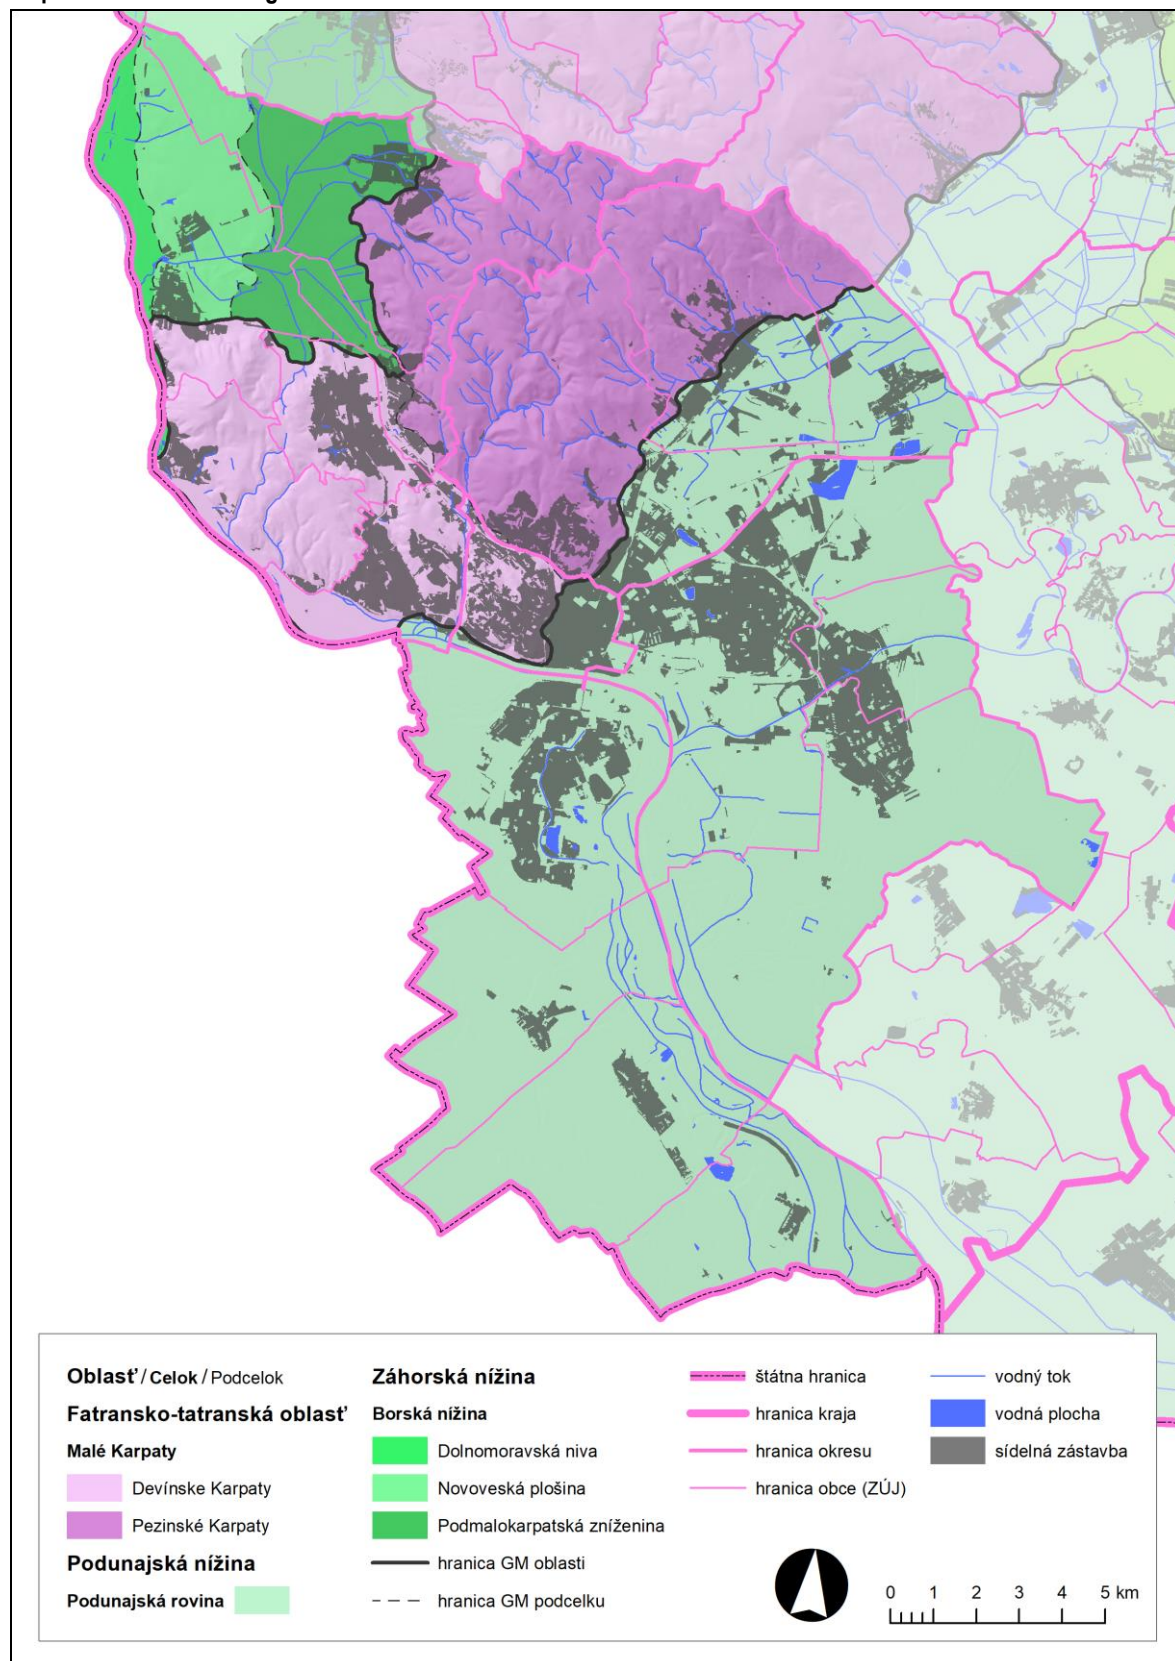 Oblasť / Celok / Podcelok
Fatransko-tatranská oblasť
Malé Karpaty
Devínske Karpaty
Pezinské Karpaty
Podunajská nížina
Podunajská rovina
Záhorská nížina
Borská nížina
Dolnomoravská niva
Novoveská plošina
Podmalokarpatská zníženina
hranica GM oblasti
hranica GM podcelku
štátna hranica
hranica kraja
hranica okresu
hranica obce (ZÚJ)
vodný tok
vodná plocha
sídelná zástavba
0 1 2 3 4 5 km